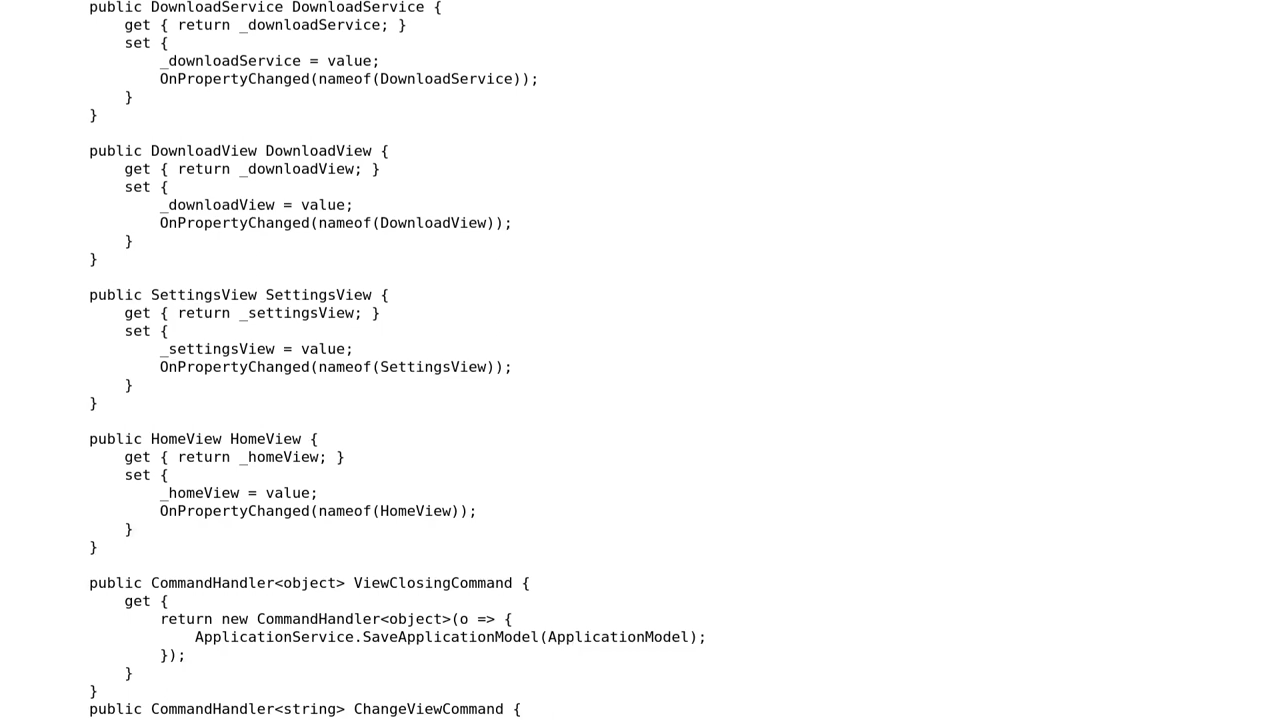 public DownloadService DownloadService {
    get { return _downloadService; }
    set {
        _downloadService = value;
        OnPropertyChanged(nameof(DownloadService));
    }
}

public DownloadView DownloadView {
    get { return _downloadView; }
    set {
        _downloadView = value;
        OnPropertyChanged(nameof(DownloadView));
    }
}

public SettingsView SettingsView {
    get { return _settingsView; }
    set {
        _settingsView = value;
        OnPropertyChanged(nameof(SettingsView));
    }
}

public HomeView HomeView {
    get { return _homeView; }
    set {
        _homeView = value;
        OnPropertyChanged(nameof(HomeView));
    }
}

public CommandHandler<object> ViewClosingCommand {
    get {
        return new CommandHandler<object>(o => {
            ApplicationService.SaveApplicationModel(ApplicationModel);
        });
    }
}
public CommandHandler<string> ChangeViewCommand {